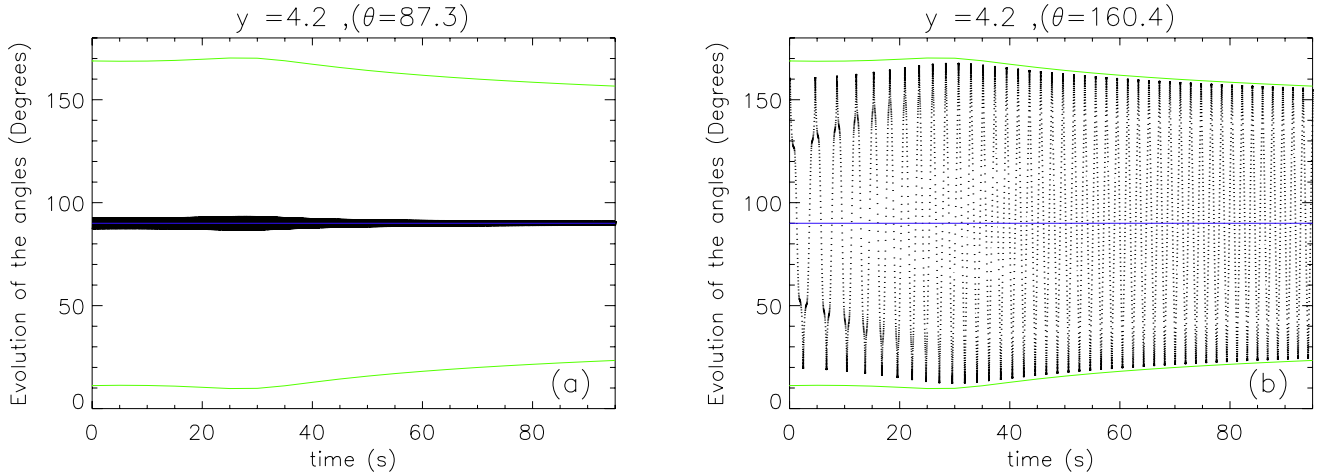 y =4.2 ,(θ=87.3)
Evolution of the angles (Degrees)
150
100
50
0
(a)
0 20 40 60 80
time (s)
y =4.2 ,(θ=160.4)
Evolution of the angles (Degrees)
150
100
50
0
(b)
0 20 40 60 80
time (s)